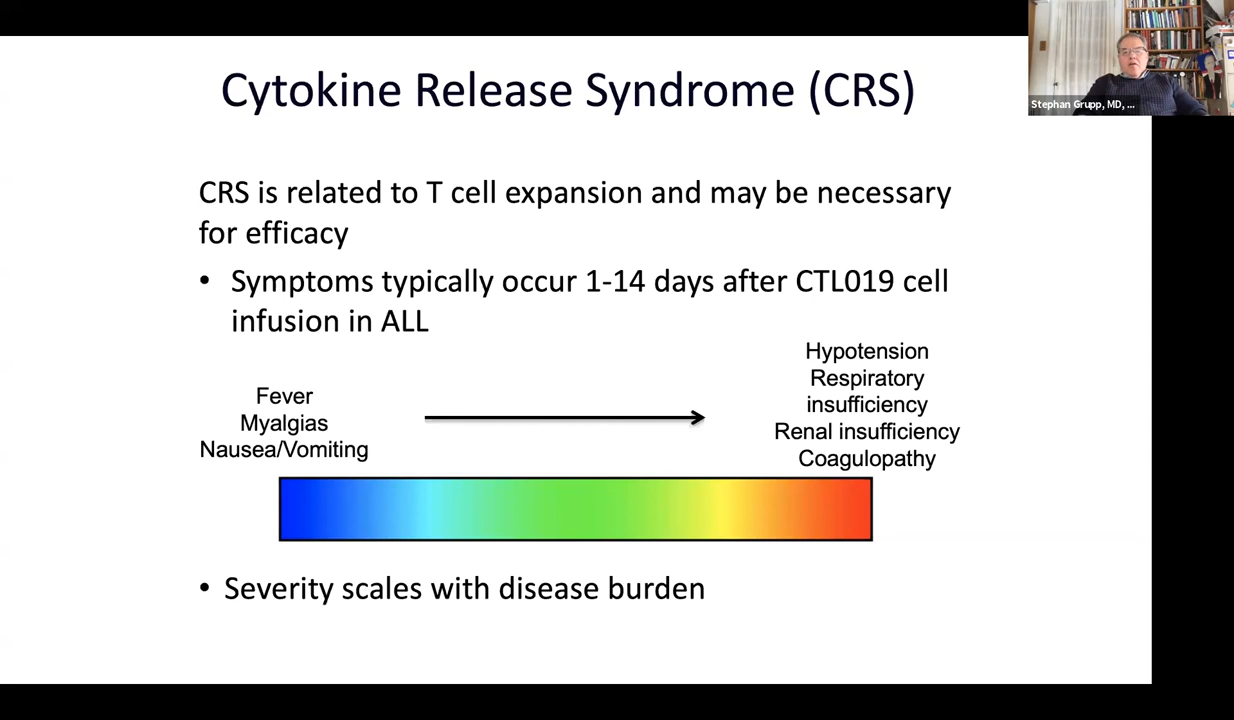 Cytokine Release Syndrome (CRS)
Stephan Grupp, MD, ...
CRS is related to T cell expansion and may be necessary
for efficacy
• Symptoms typically occur 1-14 days after CTL019 cell
infusion in ALL
Fever
Myalgias
Nausea/Vomiting
Hypotension
Respiratory
insufficiency
Renal insufficiency
Coagulopathy
• Severity scales with disease burden